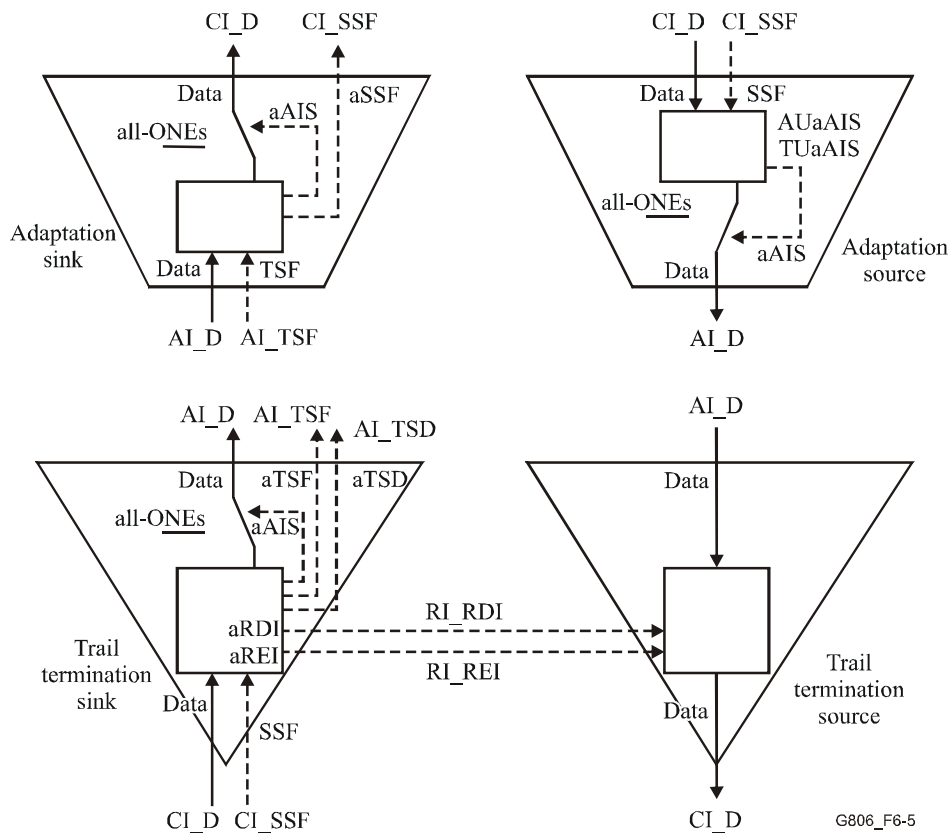 CI_D CI_SSF
Data aSSF
aAIS
all-ONEs
Adaptation
sink
Data TSF
AI_D AI_TSF
CI_D CI_SSF
Data SSF
AUaAIS
TUaAIS
all-ONEs
aAIS
Data
Adaptation
source
AI_D
AI_D AI_TSF AI_TSD
Data aTSF aTSD
all-ONEs
aAIS
aRDI
aREI
Trail
termination
sink
Data
SSF
CI_D CI_SSF
RI_RDI
RI_REI
AI_D
Data
Data
Trail
termination
source
CI_D
G806_F6-5